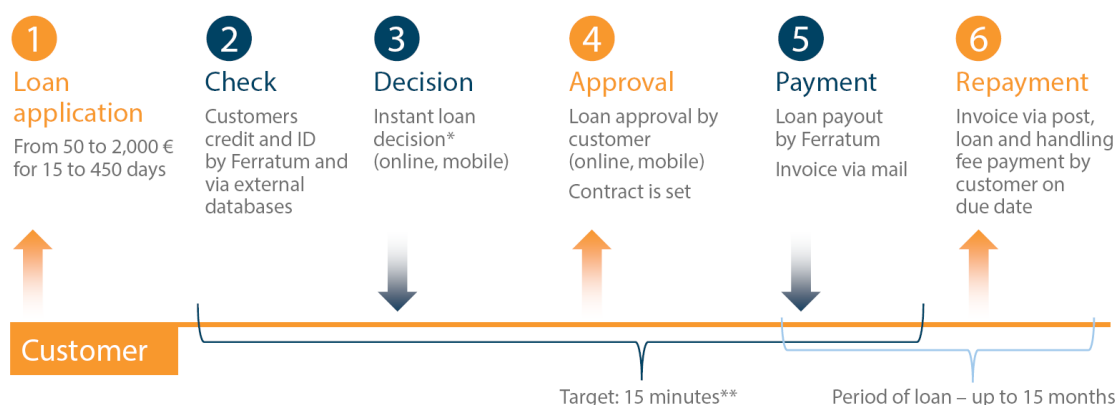 1
Loan
application
From 50 to 2,000 €
for 15 to 450 days
2
Check
Customers
credit and ID
by Ferratum and
via external
databases
3
Decision
Instant loan
decision*
(online, mobile)
4
Approval
Loan approval by
customer
(online, mobile)
Contract is set
5
Payment
Loan payout
by Ferratum
Invoice via mail
6
Repayment
Invoice via post,
loan and handling
fee payment by
customer on
due date
Customer
Target: 15 minutes**
Period of loan – up to 15 months